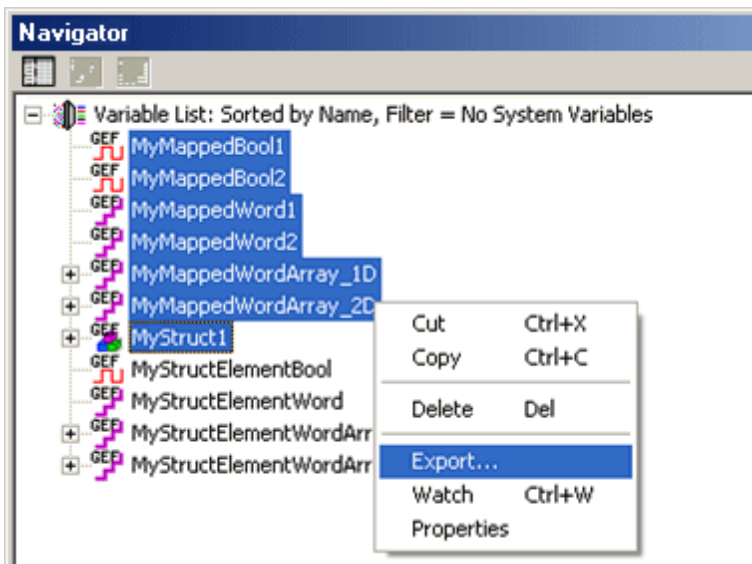 Navigator
Variable List: Sorted by Name, Filter = No System Variables
GEF MyMappedBool1
GEF MyMappedBool2
GEF MyMappedWord1
GEF MyMappedWord2
GEF MyMappedWordArray_1D
GEF MyMappedWordArray_2D
GEF MyStruct1
GEF MyStructElementBool
GEF MyStructElementWord
GEF MyStructElementWordArr
GEF MyStructElementWordArr
Cut Ctrl+X
Copy Ctrl+C
Delete Del
Export...
Watch Ctrl+W
Properties